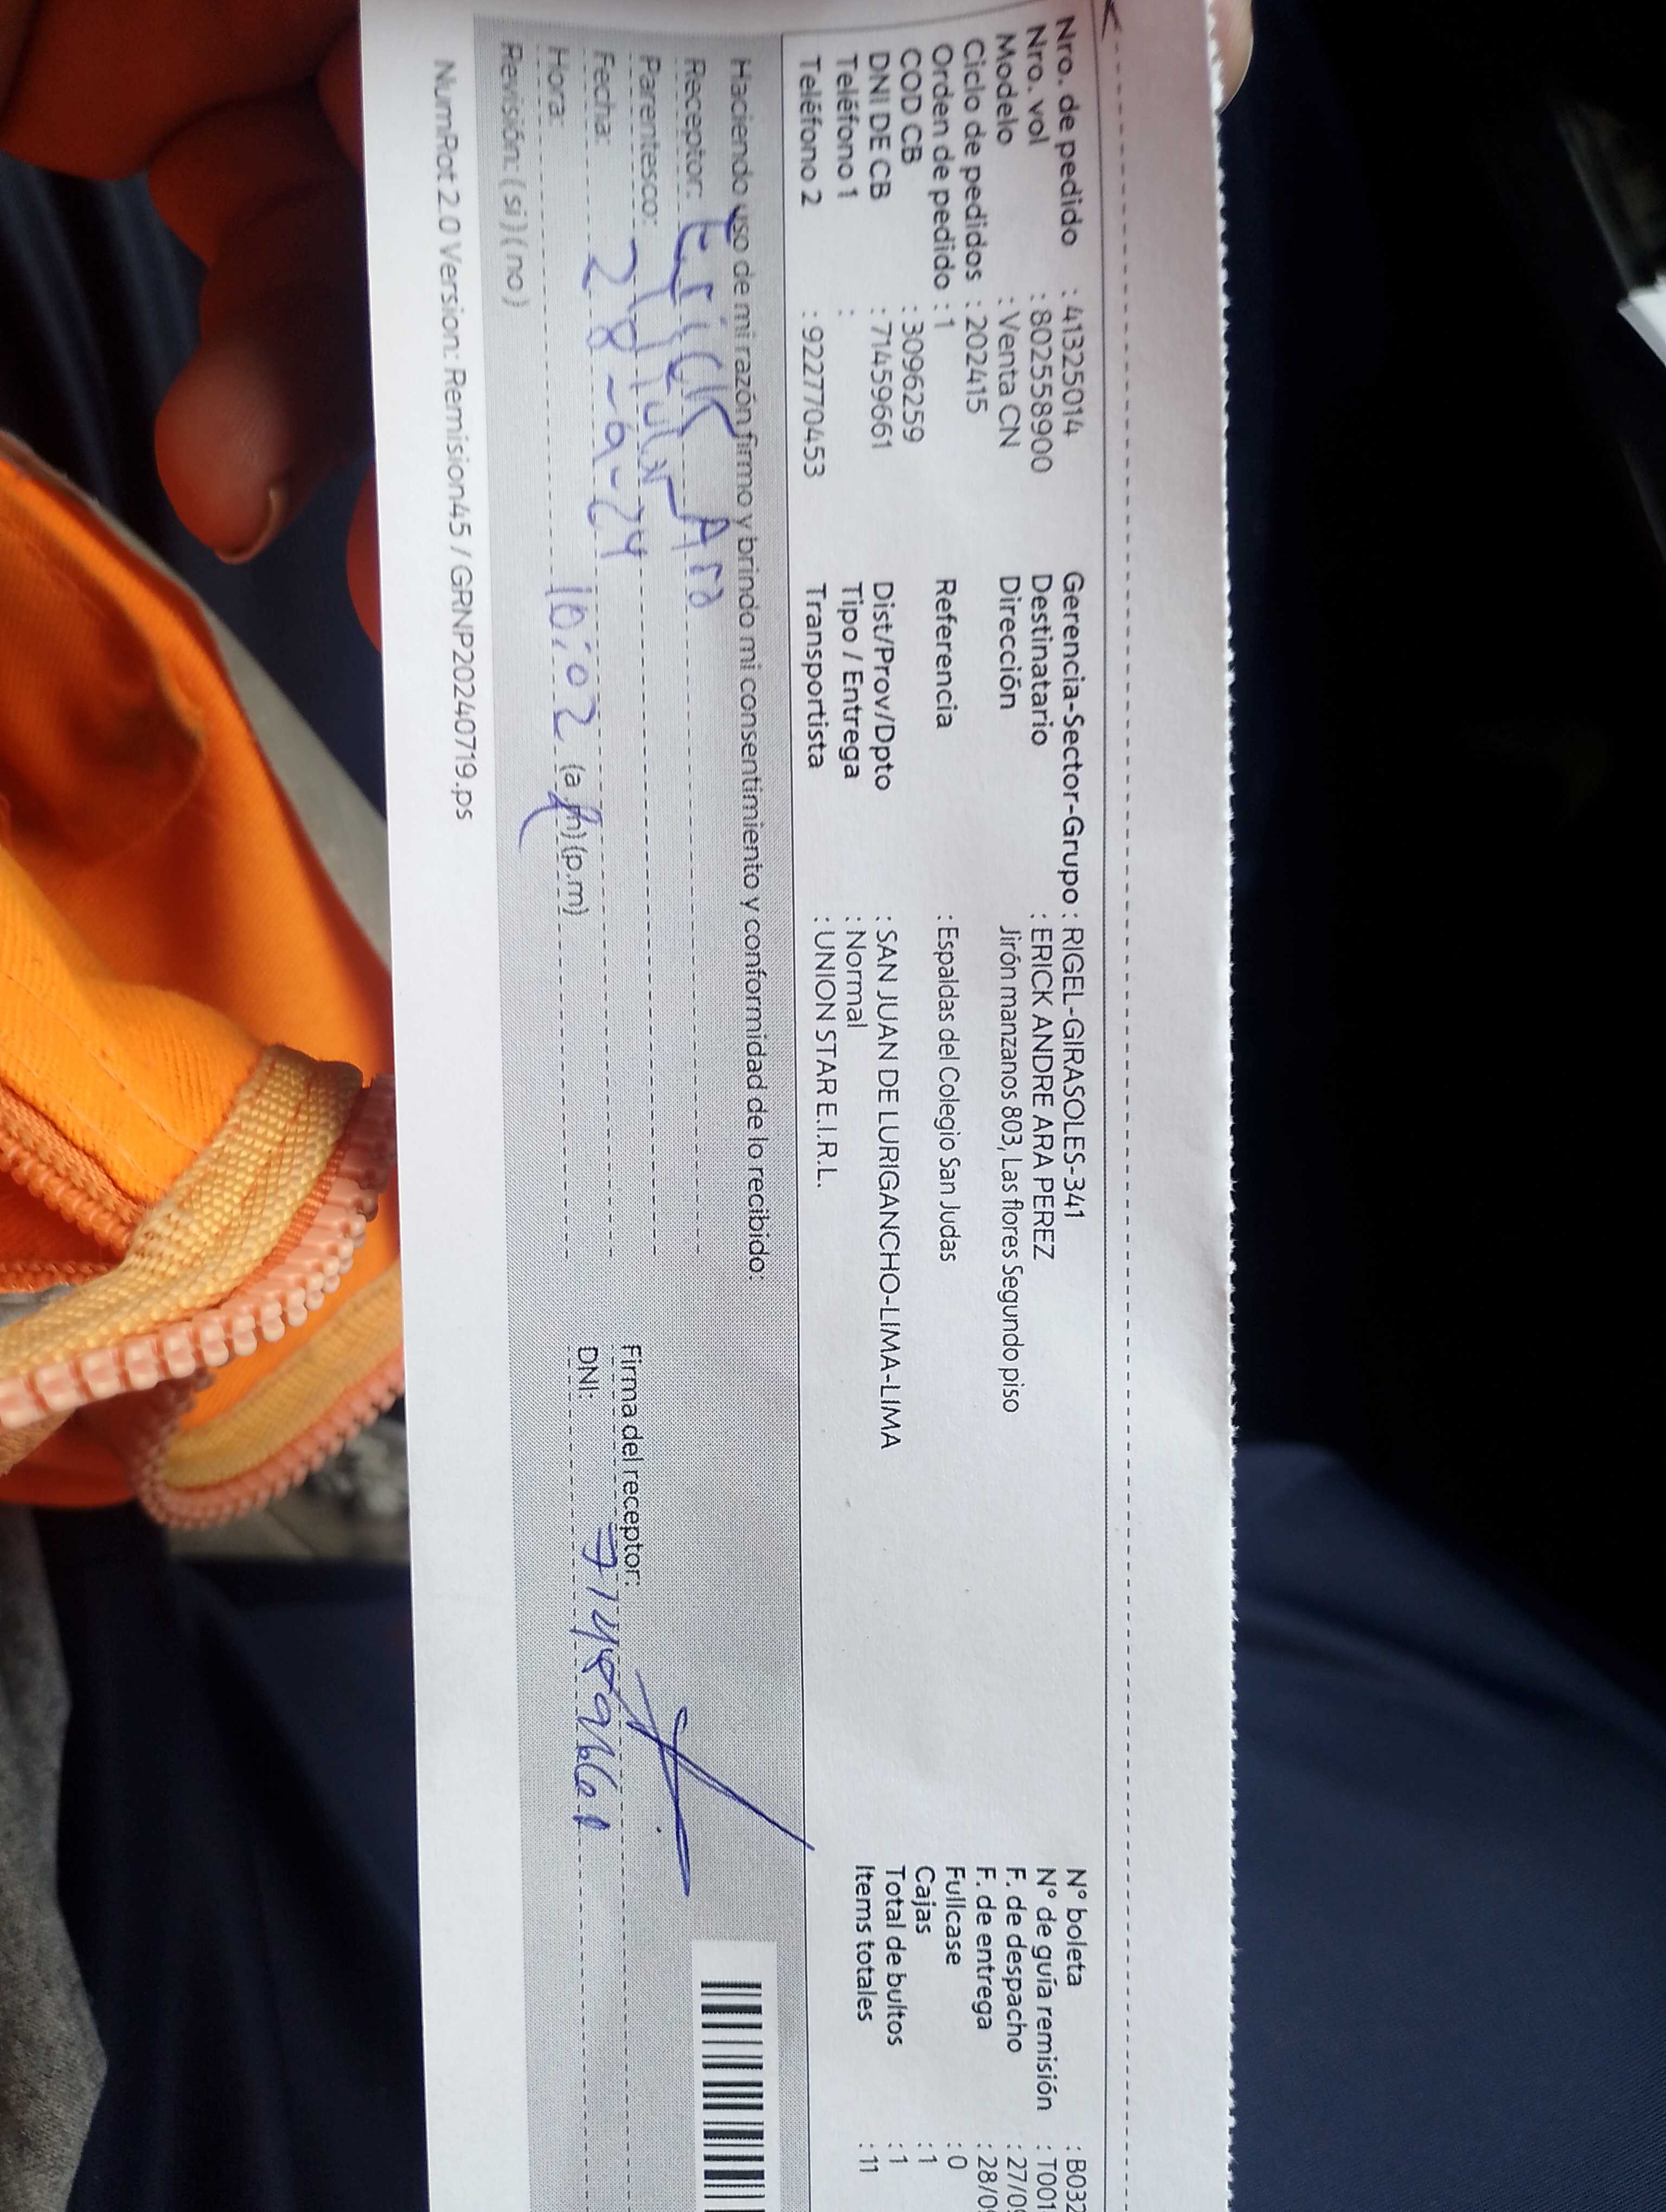 Nro. de pedido : 41325014 Gerencia-Sector-Grupo : RIGEL-GIRASOLES-341 N° boleta : B032
Nro. vol : 802558900 Destinatario : ERICK ANDRE ARA PEREZ N° de guía remisión : T001
Modelo : Venta CN Dirección Jirón manzanos 803, Las flores Segundo piso F. de despacho : 27/09
Ciclo de pedidos : 202415 F. de entrega : 28/09
Orden de pedido : 1 Referencia : Espaldas del Colegio San Judas Fullcase : 0
COD CB : 3096259 Cajas : 1
DNI DE CB : 71459661 Dist/Prov/Dpto : SAN JUAN DE LURIGANCHO-LIMA-LIMA Total de bultos : 1
Teléfono 1 : Tipo / Entrega : Normal Items totales : 11
Teléfono 2 : 922770453 Transportista : UNION STAR E.I.R.L.
Haciendo uso de mi razón firmo y brindo mi consentimiento y conformidad de lo recibido:
Receptor: Erick Ara
Parentesco: Firma del receptor:
Fecha: 28-9-24 DNI: 71459661
Hora: 10:02 (a.m) (p.m)
Revisión: ( si ) ( no )
NumRot 2.0 Version: Remision45 / GRNP20240719.ps